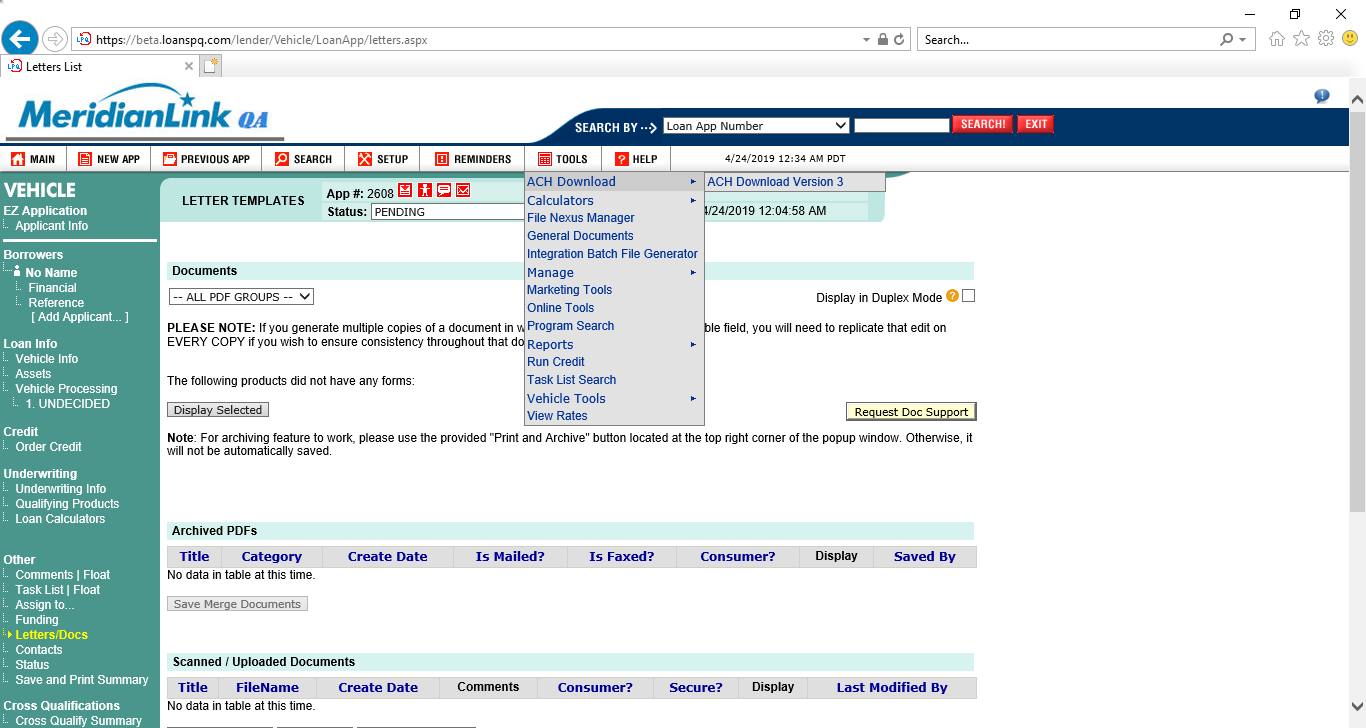 https://beta.loanspq.com/lender/Vehicle/LoanApp/letters.aspx
Search...
Letters List
MeridianLink QA
SEARCH BY
Loan App Number
SEARCH!
EXIT
MAIN
NEW APP
PREVIOUS APP
SEARCH
SETUP
REMINDERS
TOOLS
HELP
4/24/2019 12:34 AM PDT
VEHICLE
EZ Application
Applicant Info
Borrowers
No Name
Financial
Reference
[ Add Applicant... ]
Loan Info
Vehicle Info
Assets
Vehicle Processing
1. UNDECIDED
Credit
Order Credit
Underwriting
Underwriting Info
Qualifying Products
Loan Calculators
Other
Comments | Float
Task List | Float
Assign to...
Funding
Letters/Docs
Contacts
Status
Save and Print Summary
Cross Qualifications
Cross Qualify Summary
LETTER TEMPLATES
App #: 2608
Status: PENDING
4/24/2019 12:04:58 AM
ACH Download
ACH Download Version 3
Calculators
File Nexus Manager
General Documents
Integration Batch File Generator
Manage
Marketing Tools
Online Tools
Program Search
Reports
Run Credit
Task List Search
Vehicle Tools
View Rates
Documents
-- ALL PDF GROUPS --
Display in Duplex Mode
PLEASE NOTE: If you generate multiple copies of a document in w ble field, you will need to replicate that edit on
EVERY COPY if you wish to ensure consistency throughout that do
The following products did not have any forms:
Display Selected
Request Doc Support
Note: For archiving feature to work, please use the provided "Print and Archive" button located at the top right corner of the popup window. Otherwise, it
will not be automatically saved.
Archived PDFs
Title Category Create Date Is Mailed? Is Faxed? Consumer? Display Saved By
No data in table at this time.
Save Merge Documents
Scanned / Uploaded Documents
Title FileName Create Date Comments Consumer? Secure? Display Last Modified By
No data in table at this time.